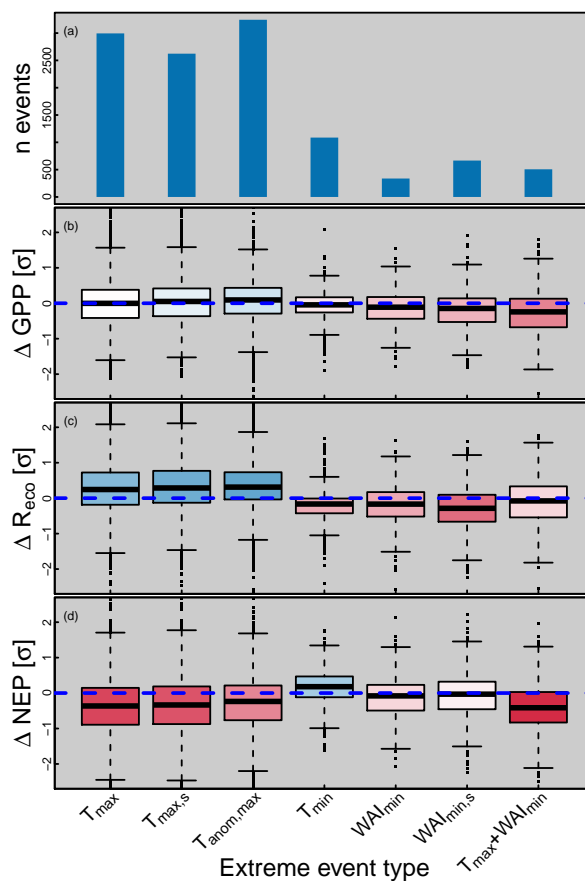 (a)
n events
2500
1500
500
0
(b)
Δ GPP [σ]
2
1
0
−1
−2
(c)
Δ Reco [σ]
2
1
0
−1
−2
(d)
Δ NEP [σ]
2
1
0
−1
−2
Tmax
Tmax,s
Tanom,max
Tmin
WAImin
WAImin,s
Tmax+WAImin
Extreme event type